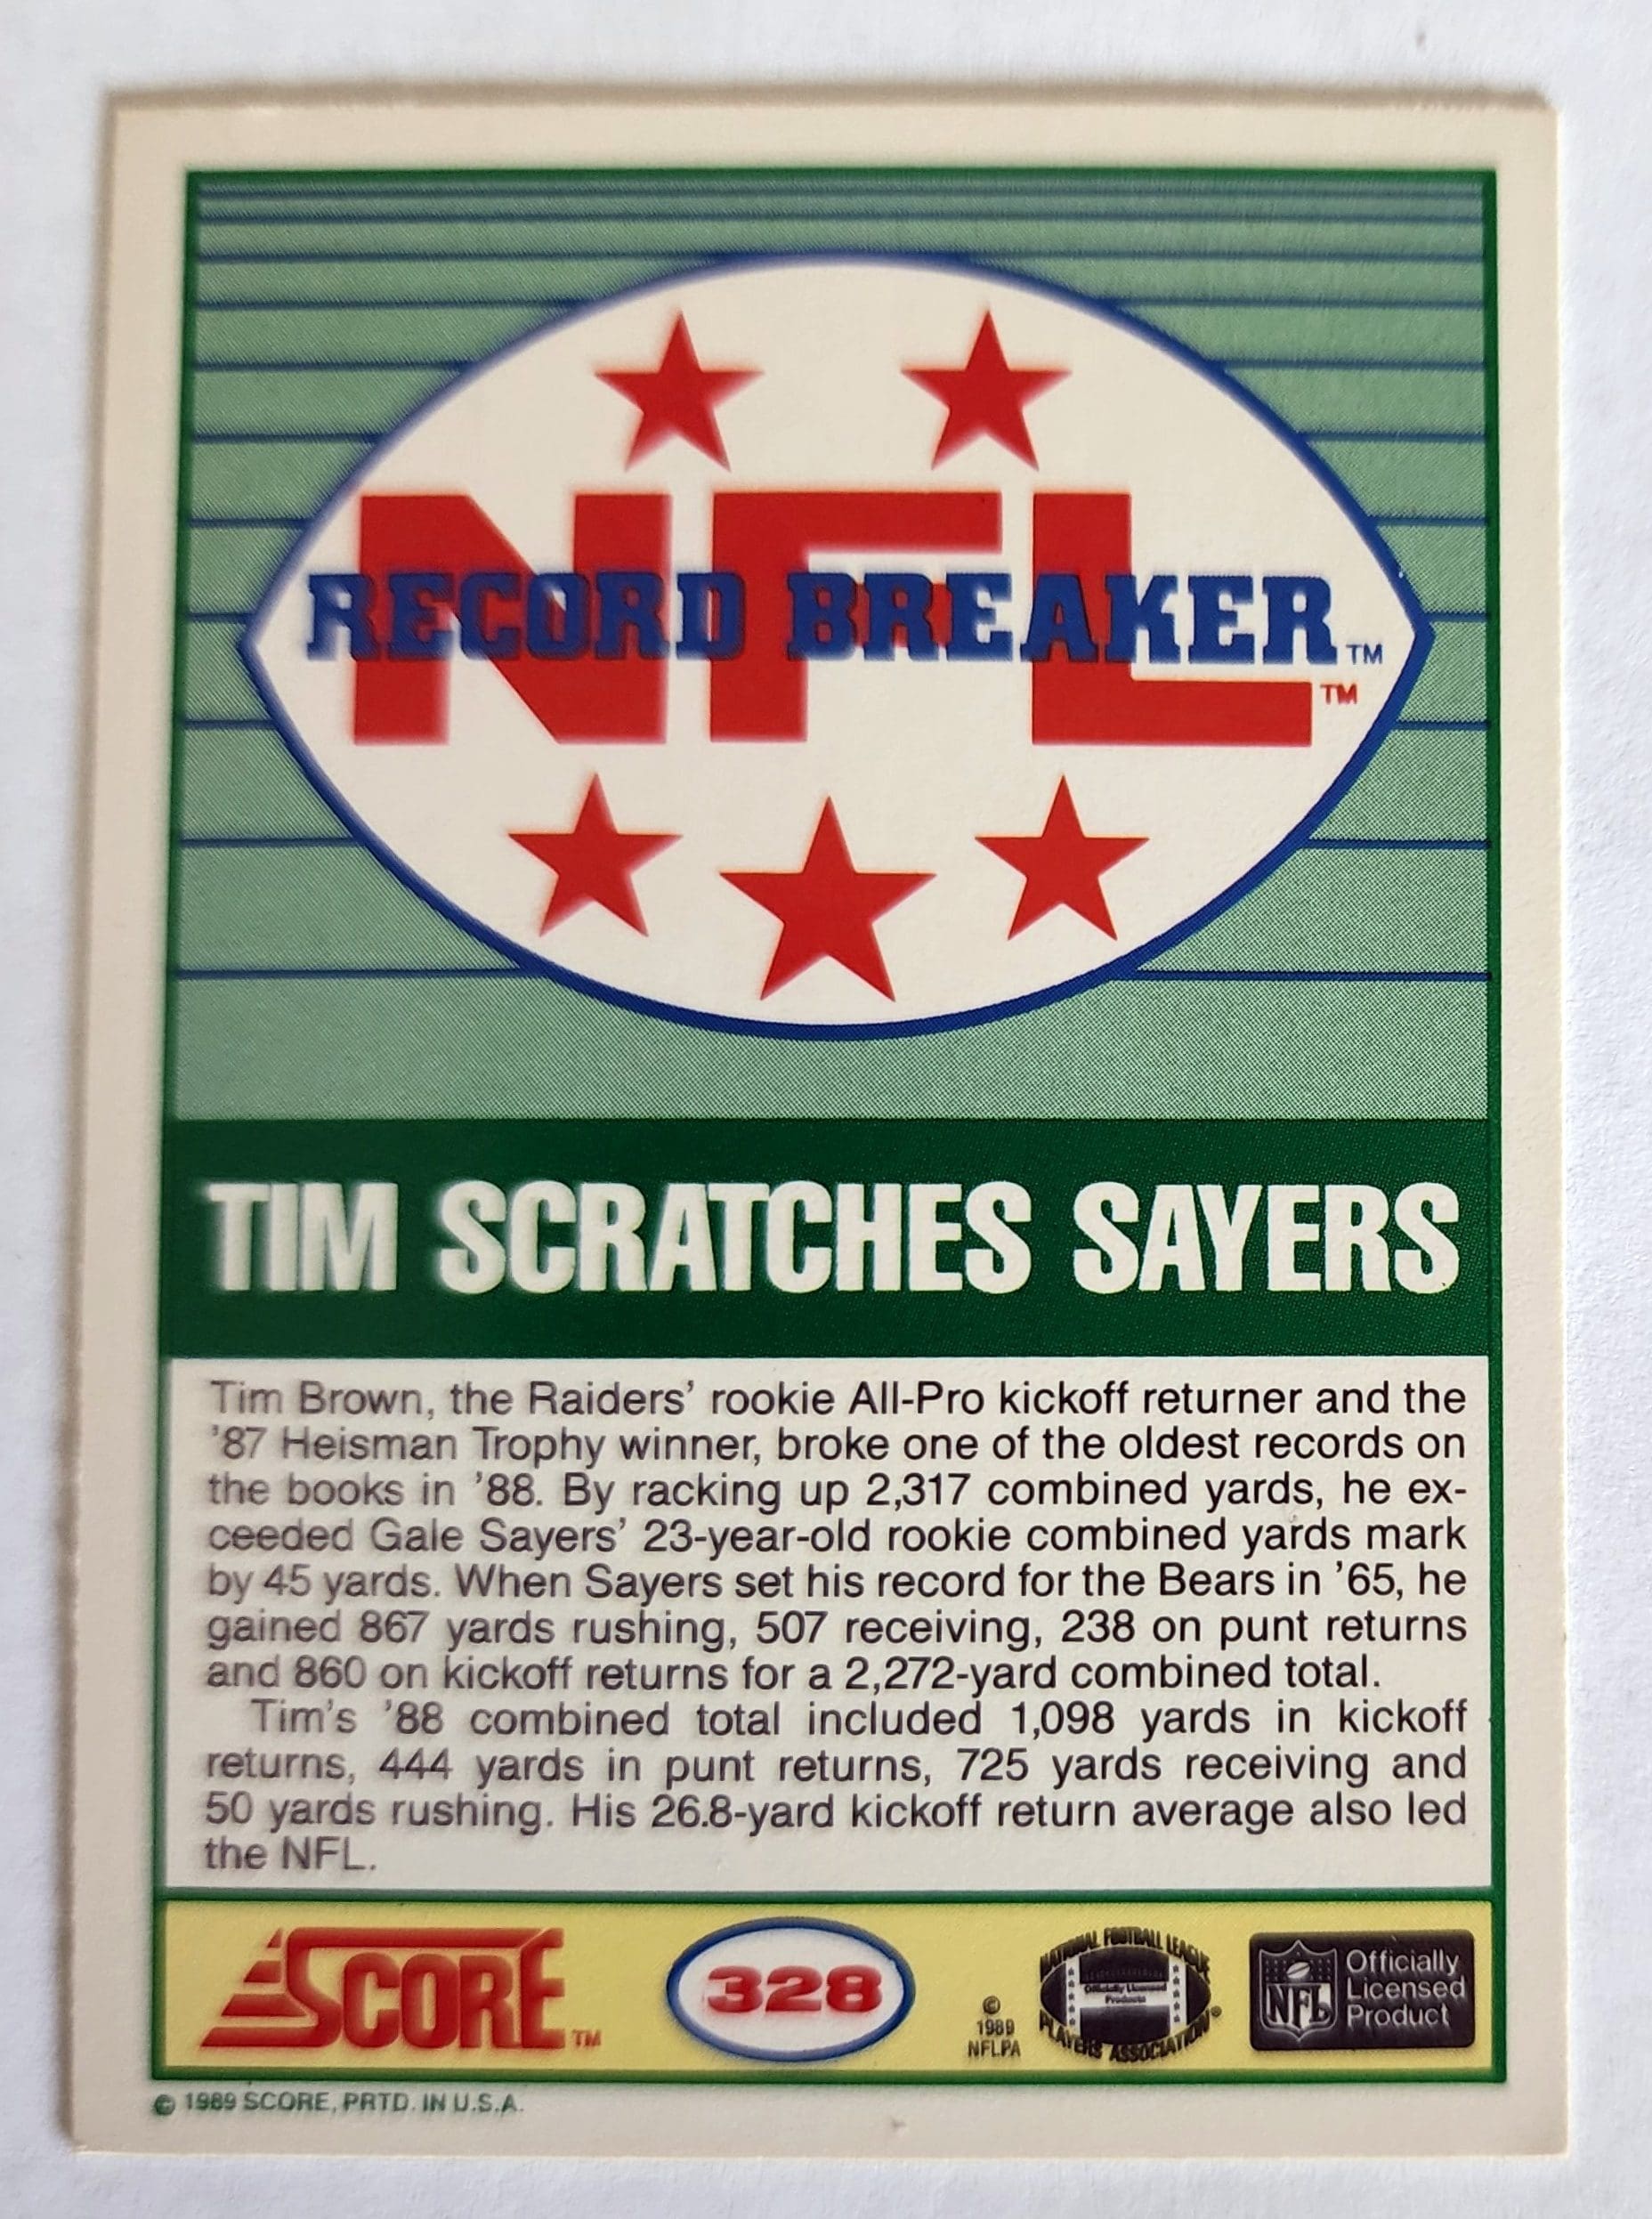 NFL
RECORD BREAKER TM
TM
TIM SCRATCHES SAYERS
Tim Brown, the Raiders' rookie All-Pro kickoff returner and the
'87 Heisman Trophy winner, broke one of the oldest records on
the books in '88. By racking up 2,317 combined yards, he ex-
ceeded Gale Sayers' 23-year-old rookie combined yards mark
by 45 yards. When Sayers set his record for the Bears in '65, he
gained 867 yards rushing, 507 receiving, 238 on punt returns
and 860 on kickoff returns for a 2,272-yard combined total.
Tim's '88 combined total included 1,098 yards in kickoff
returns, 444 yards in punt returns, 725 yards receiving and
50 yards rushing. His 26.8-yard kickoff return average also led
the NFL.
SCORE TM
328
©
1989
NFLPA
NATIONAL FOOTBALL LEAGUE
Officially Licensed
Products
PLAYERS ASSOCIATION ®
NFL
Officially
Licensed
Product
© 1989 SCORE, PRTD. IN U.S.A.